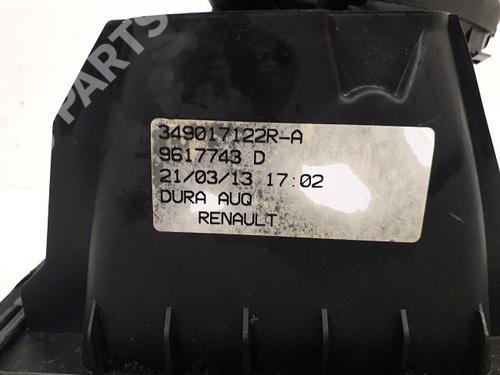 PARTS
349017122R-A
9617743 D
21/03/13 17:02
DURA AUQ
RENAULT